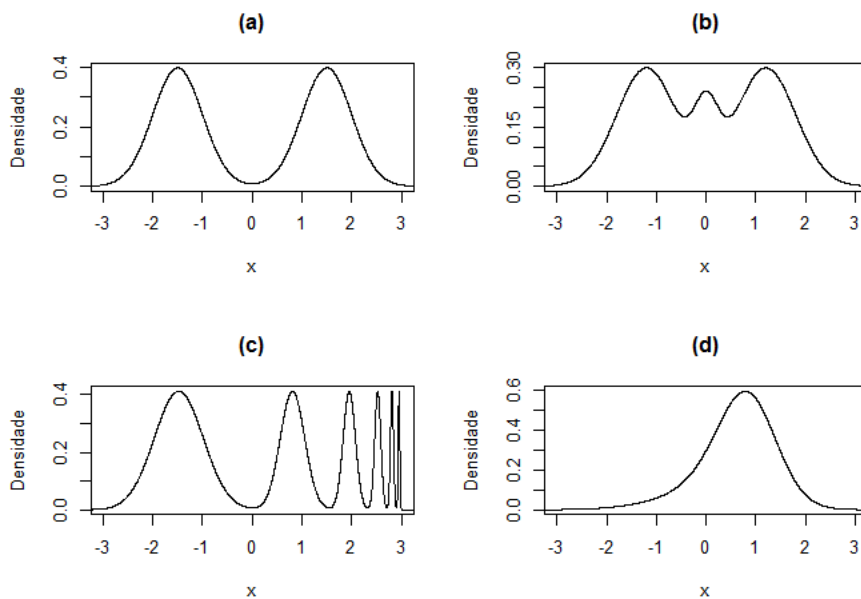 (a)
Densidade
0.0 0.2 0.4
-3 -2 -1 0 1 2 3
x
(b)
Densidade
0.00 0.15 0.30
-3 -2 -1 0 1 2 3
x
(c)
Densidade
0.0 0.2 0.4
-3 -2 -1 0 1 2 3
x
(d)
Densidade
0.0 0.2 0.4 0.6
-3 -2 -1 0 1 2 3
x